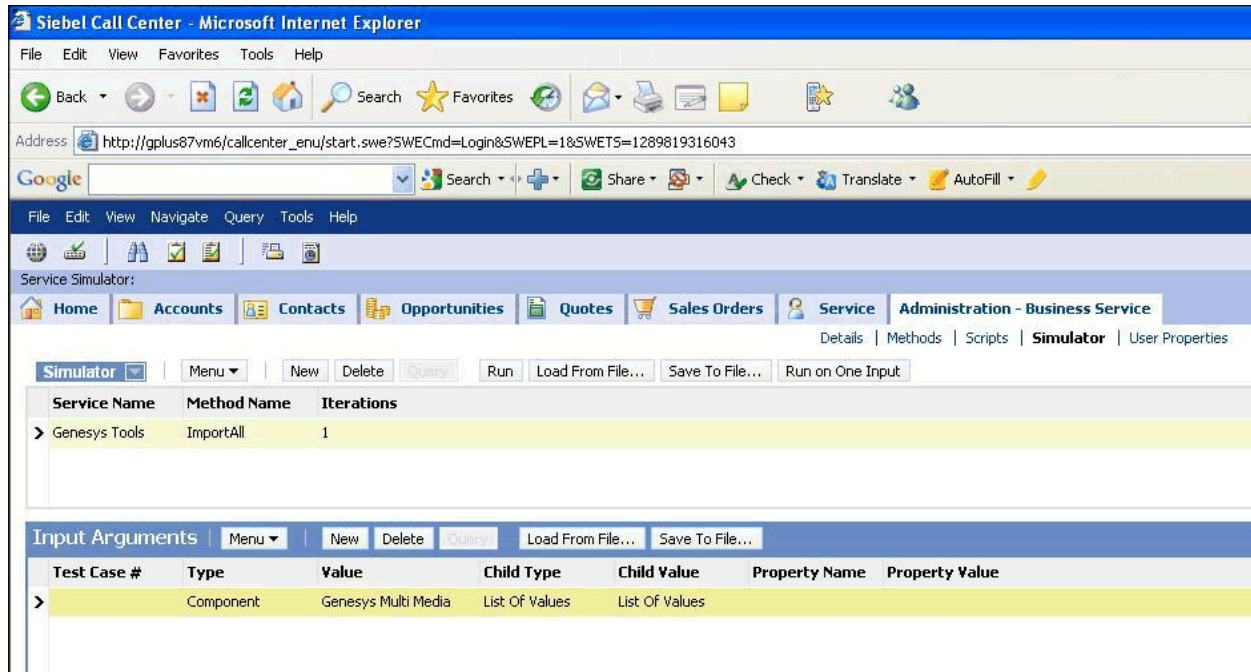 Siebel Call Center - Microsoft Internet Explorer
File Edit View Favorites Tools Help
Back Search Favorites
Address http://gplus87vm6/callcenter_enu/start.swe?SWECmd=Login&SWEPL=1&SWETS=1289819316043
Google Search Share Check Translate AutoFill
File Edit View Navigate Query Tools Help
Service Simulator:
Home Accounts Contacts Opportunities Quotes Sales Orders Service Administration - Business Service
Details | Methods | Scripts | Simulator | User Properties
Simulator Menu New Delete Query Run Load From File... Save To File... Run on One Input
Service Name Method Name Iterations
Genesys Tools ImportAll 1
Input Arguments Menu New Delete Query Load From File... Save To File...
Test Case # Type Value Child Type Child Value Property Name Property Value
Component Genesys Multi Media List Of Values List Of Values